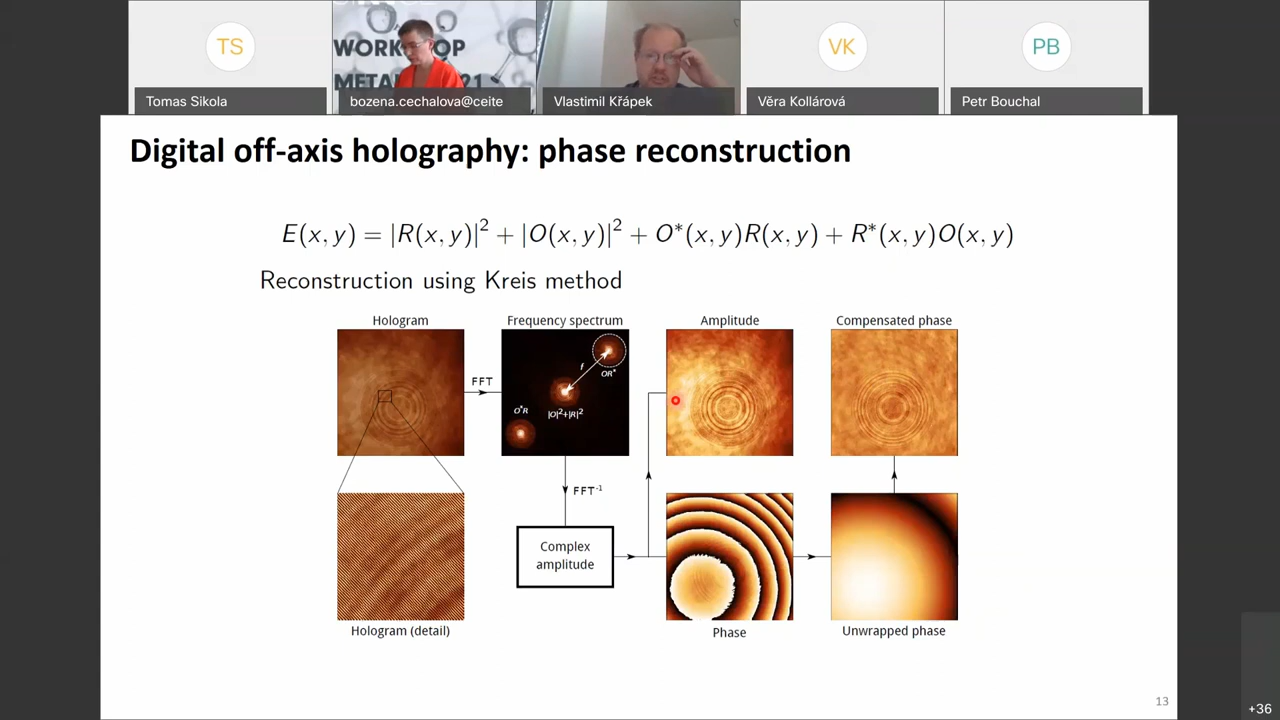 TS
WORK OP
META 21
VK
PB
Tomas Sikola
bozena.cechalova@ceite
Vlastimil Křápek
Věra Kollárová
Petr Bouchal
Digital off-axis holography: phase reconstruction
E(x, y) = |R(x, y)|² + |O(x, y)|² + O*(x, y)R(x, y) + R*(x, y)O(x, y)
Reconstruction using Kreis method
Hologram
Frequency spectrum
Amplitude
Compensated phase
FFT
f
OR*
O*R
|O|²+|R|²
FFT⁻¹
Complex
amplitude
Hologram (detail)
Phase
Unwrapped phase
13
+36